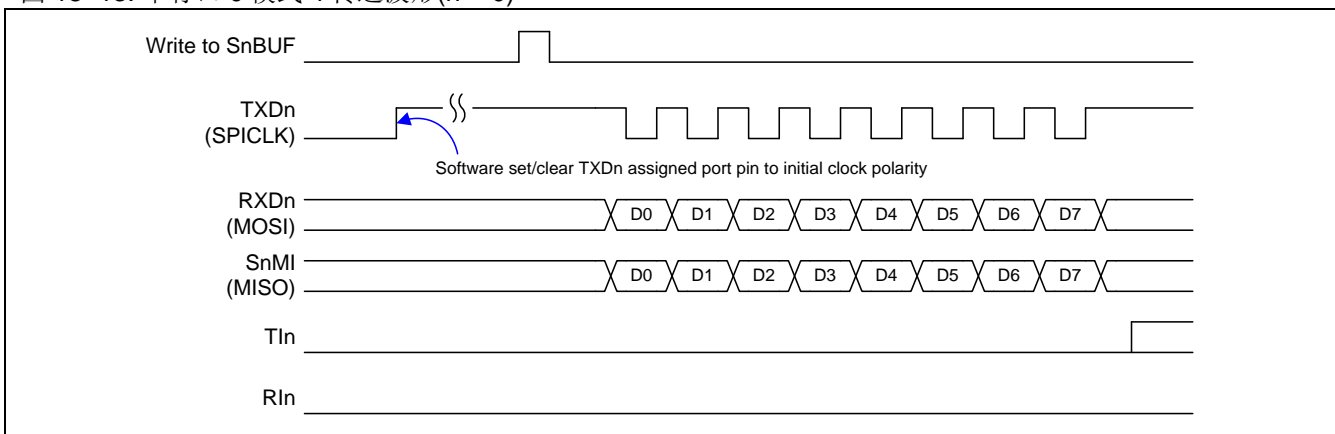 Write to SnBUF
TXDn
(SPICLK)
Software set/clear TXDn assigned port pin to initial clock polarity
RXDn
(MOSI)
D0 D1 D2 D3 D4 D5 D6 D7
SnMI
(MISO)
D0 D1 D2 D3 D4 D5 D6 D7
TIn
RIn